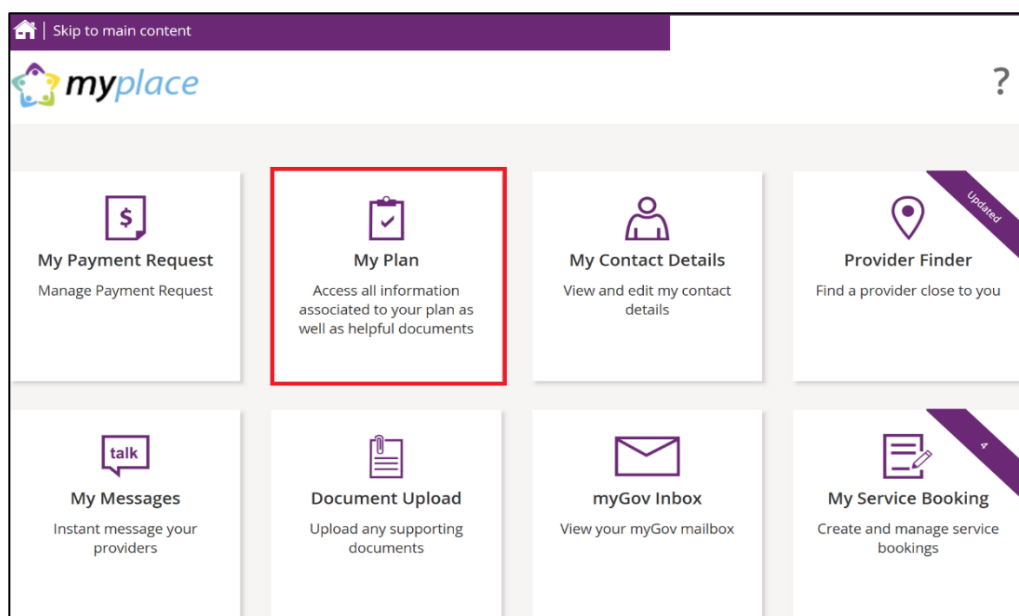 Skip to main content
myplace
?
$
My Payment Request
Manage Payment Request
My Plan
Access all information
associated to your plan as
well as helpful documents
My Contact Details
View and edit my contact
details
Updated
Provider Finder
Find a provider close to you
talk
My Messages
Instant message your
providers
Document Upload
Upload any supporting
documents
myGov Inbox
View your myGov mailbox
4
My Service Booking
Create and manage service
bookings